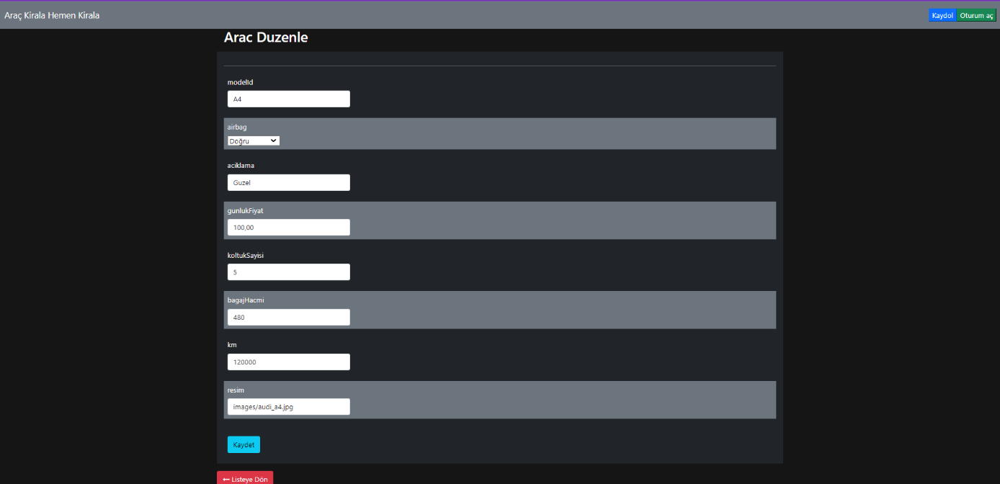 Araç Kirala Hemen Kirala
Kaydol Oturum aç
Arac Duzenle
modelId
A4
airbag
Doğru
aciklama
Guzel
gunlukFiyat
100,00
koltukSayisi
5
bagajHacmi
480
km
120000
resim
images/audi_a4.jpg
Kaydet
← Listeye Dön